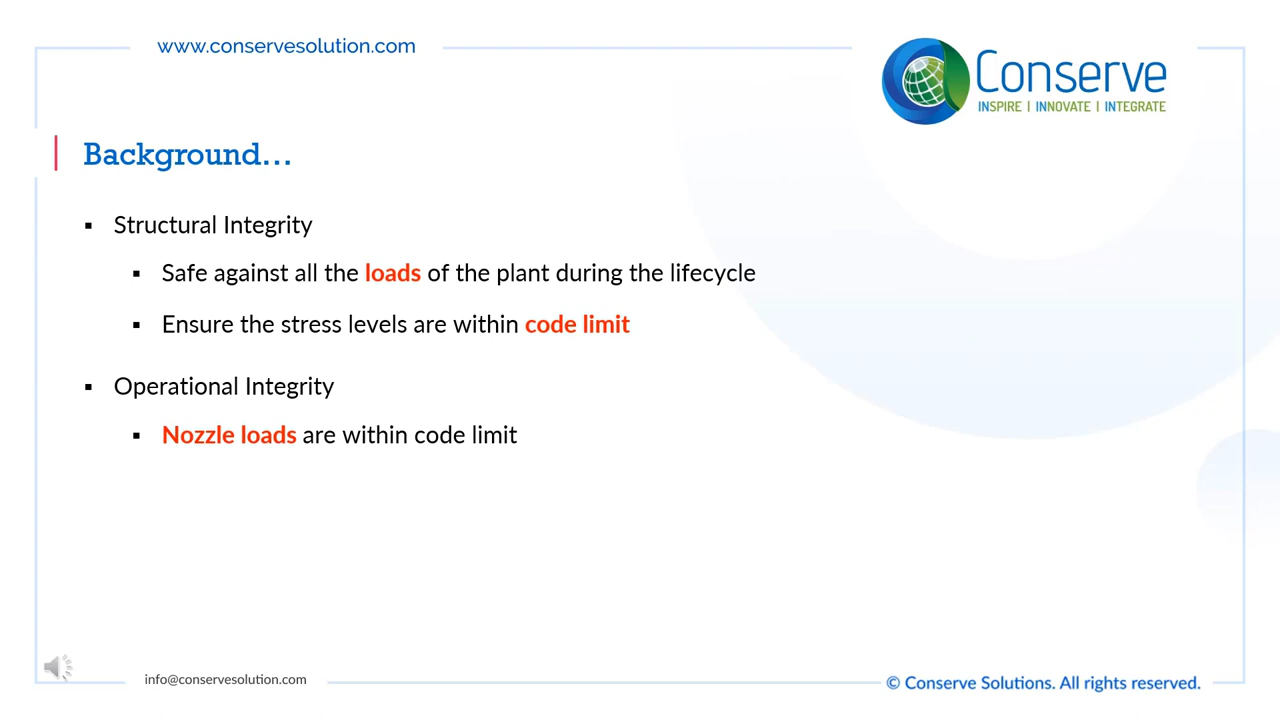 www.conservesolution.com
Conserve
INSPIRE | INNOVATE | INTEGRATE
Background...
▪ Structural Integrity
▪ Safe against all the loads of the plant during the lifecycle
▪ Ensure the stress levels are within code limit
▪ Operational Integrity
▪ Nozzle loads are within code limit
info@conservesolution.com
© Conserve Solutions. All rights reserved.